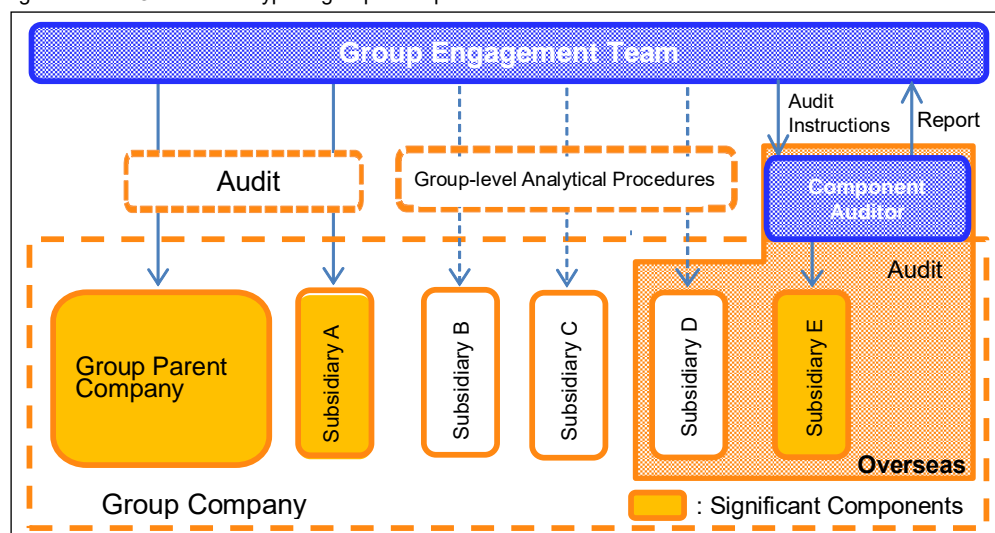 Group Engagement Team
Audit
Instructions
Report
Audit
Group-level Analytical Procedures
Component
Auditor
Audit
Group Parent
Company
Subsidiary A
Subsidiary B
Subsidiary C
Subsidiary D
Subsidiary E
Overseas
Group Company
: Significant Components